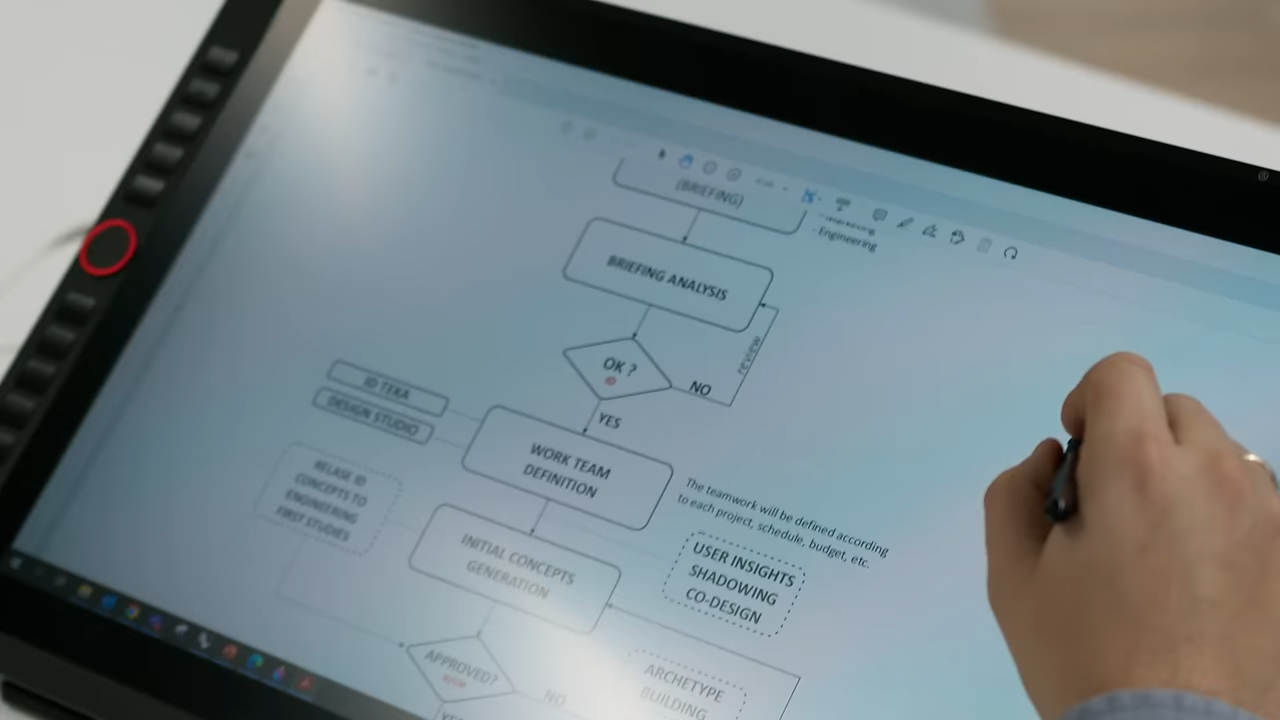 (BRIEFING)
- Engineering
BRIEFING ANALYSIS
review
OK ?
NO
YES
ID TEKA
DESIGN STUDIO
WORK TEAM
DEFINITION
The teamwork will be defined according
to each project, schedule, budget, etc.
RELASE ID
CONCEPTS TO
ENGINEERING
FIRST STUDIES
INITIAL CONCEPTS
GENERATION
USER INSIGHTS
SHADOWING
CO-DESIGN
APPROVED?
NO
YES
ARCHETYPE
BUILDING